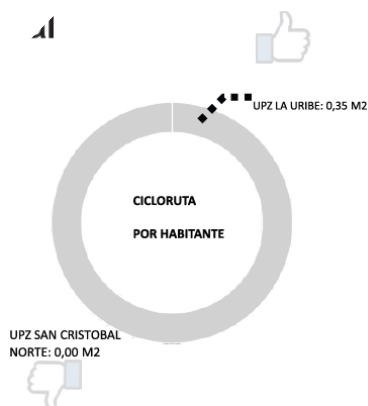 UPZ LA URIBE: 0,35 M2
CICLORUTA
POR HABITANTE
UPZ SAN CRISTOBAL
NORTE: 0,00 M2